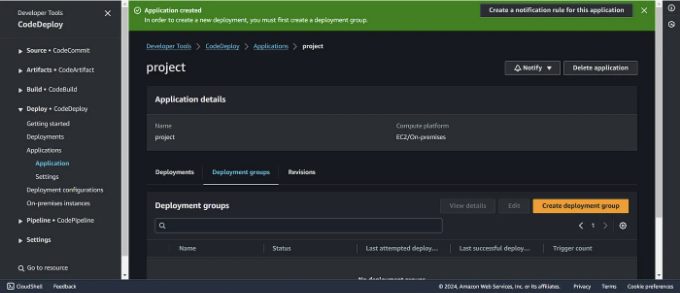 Developer Tools
CodeDeploy
Application created
In order to create a new deployment, you must first create a deployment group.
Create a notification rule for this application
Source • CodeCommit
Artifacts • CodeArtifact
Build • CodeBuild
Deploy • CodeDeploy
Getting started
Deployments
Applications
Application
Settings
Deployment configurations
On-premises instances
Pipeline • CodePipeline
Settings
Go to resource
Developer Tools > CodeDeploy > Applications > project
project
Notify
Delete application
Application details
Name
project
Compute platform
EC2/On-premises
Deployments
Deployment groups
Revisions
Deployment groups
View details
Edit
Create deployment group
1
Name
Status
Last attempted deploy...
Last successful deploy...
Trigger count
No deployment groups
CloudShell
Feedback
© 2024, Amazon Web Services, Inc. or its affiliates.
Privacy
Terms
Cookie preferences